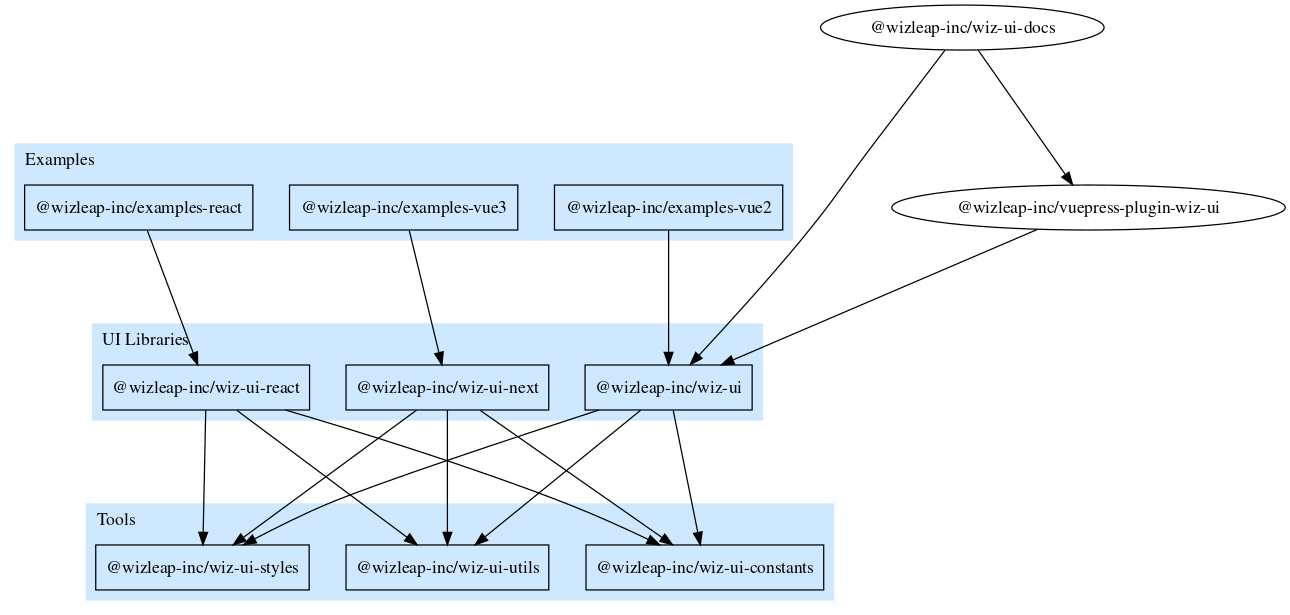 @wizleap-inc/wiz-ui-docs
Examples
@wizleap-inc/examples-react
@wizleap-inc/examples-vue3
@wizleap-inc/examples-vue2
@wizleap-inc/vuepress-plugin-wiz-ui
UI Libraries
@wizleap-inc/wiz-ui-react
@wizleap-inc/wiz-ui-next
@wizleap-inc/wiz-ui
Tools
@wizleap-inc/wiz-ui-styles
@wizleap-inc/wiz-ui-utils
@wizleap-inc/wiz-ui-constants